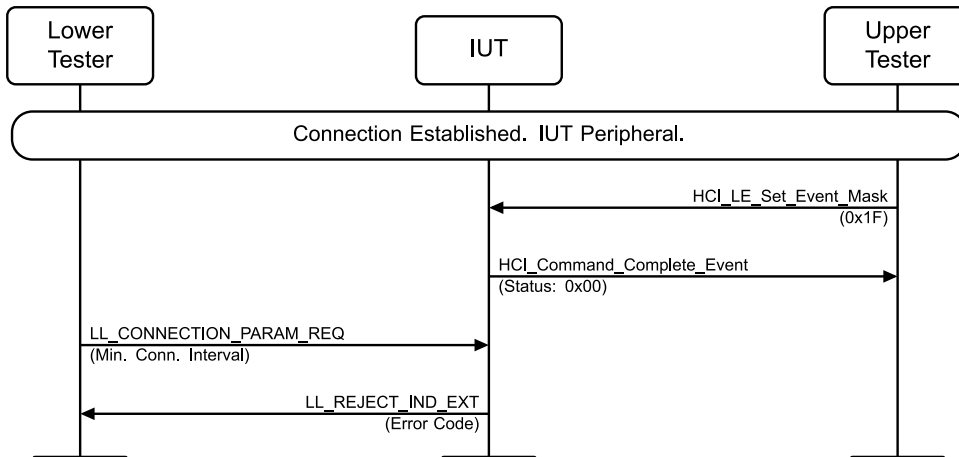 Lower
Tester
IUT
Upper
Tester
Connection Established. IUT Peripheral.
HCI_LE_Set_Event_Mask
(0x1F)
HCI_Command_Complete_Event
(Status: 0x00)
LL_CONNECTION_PARAM_REQ
(Min. Conn. Interval)
LL_REJECT_IND_EXT
(Error Code)